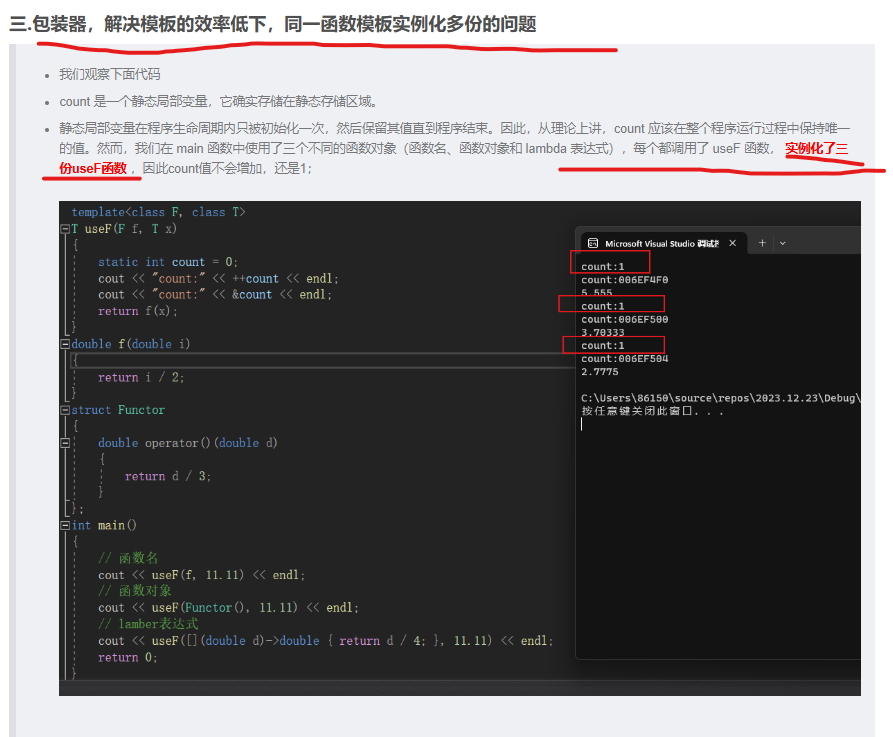 三.包装器，解决模板的效率低下，同一函数模板实例化多份的问题
我们观察下面代码
count 是一个静态局部变量，它确实存储在静态存储区域。
静态局部变量在程序生命周期内只被初始化一次，然后保留其值直到程序结束。因此，从理论上讲，count 应该在整个程序运行过程中保持唯一
的值。然而，我们在 main 函数中使用了三个不同的函数对象（函数名、函数对象和 lambda 表达式），每个都调用了 useF 函数，实例化了三
份useF函数，因此count值不会增加，还是1；
template<class F, class T>
T useF(F f, T x)
{
static int count = 0;
cout << "count:" << ++count << endl;
cout << "count:" << &count << endl;
return f(x);
}
double f(double i)
{
return i / 2;
}
struct Functor
{
double operator()(double d)
{
return d / 3;
}
};
int main()
{
// 函数名
cout << useF(f, 11.11) << endl;
// 函数对象
cout << useF(Functor(), 11.11) << endl;
// lamber表达式
cout << useF([](double d)->double { return d / 4; }, 11.11) << endl;
return 0;
}
Microsoft Visual Studio 调试
count:1
count:006EF4F0
5.555
count:1
count:006EF500
3.70333
count:1
count:006EF504
2.7775
C:\Users\86150\source\repos\2023.12.23\Debug\
按任意键关闭此窗口. . .